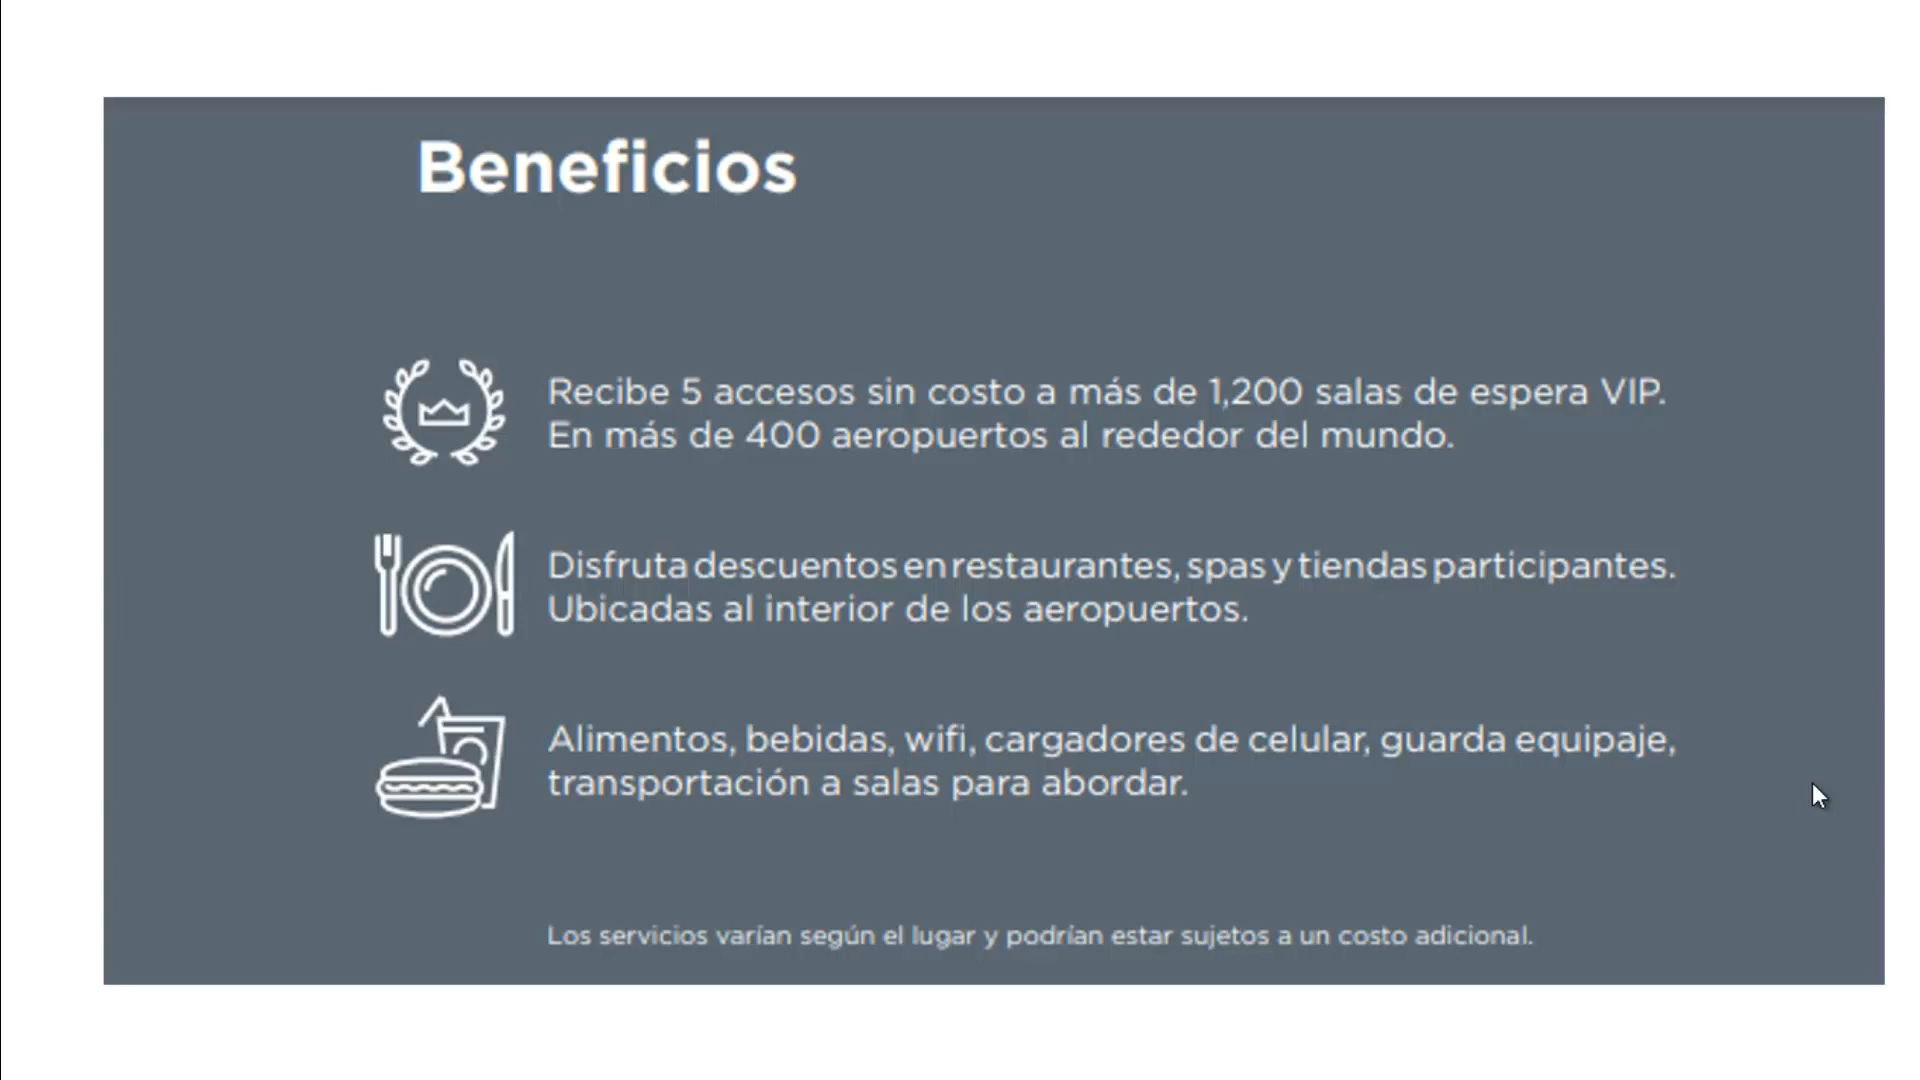 Beneficios
Recibe 5 accesos sin costo a más de 1,200 salas de espera VIP.
En más de 400 aeropuertos al rededor del mundo.
Disfruta descuentos en restaurantes, spas y tiendas participantes.
Ubicadas al interior de los aeropuertos.
Alimentos, bebidas, wifi, cargadores de celular, guarda equipaje,
transportación a salas para abordar.
Los servicios varían según el lugar y podrían estar sujetos a un costo adicional.